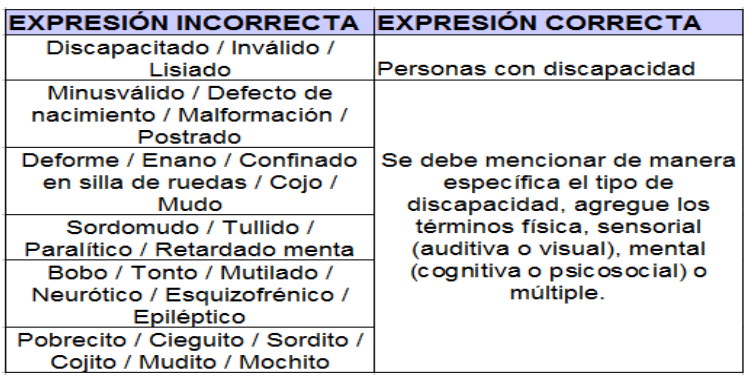 EXPRESIÓN INCORRECTA EXPRESIÓN CORRECTA
Discapacitado / Inválido /
Lisiado
Personas con discapacidad
Minusválido / Defecto de
nacimiento / Malformación /
Postrado
Deforme / Enano / Confinado
en silla de ruedas / Cojo /
Mudo
Sordomudo / Tullido /
Paralítico / Retardado menta
Bobo / Tonto / Mutilado /
Neurótico / Esquizofrénico /
Epiléptico
Pobrecito / Cieguito / Sordito /
Cojito / Mudito / Mochito
Se debe mencionar de manera
específica el tipo de
discapacidad, agregue los
términos física, sensorial
(auditiva o visual), mental
(cognitiva o psicosocial) o
múltiple.